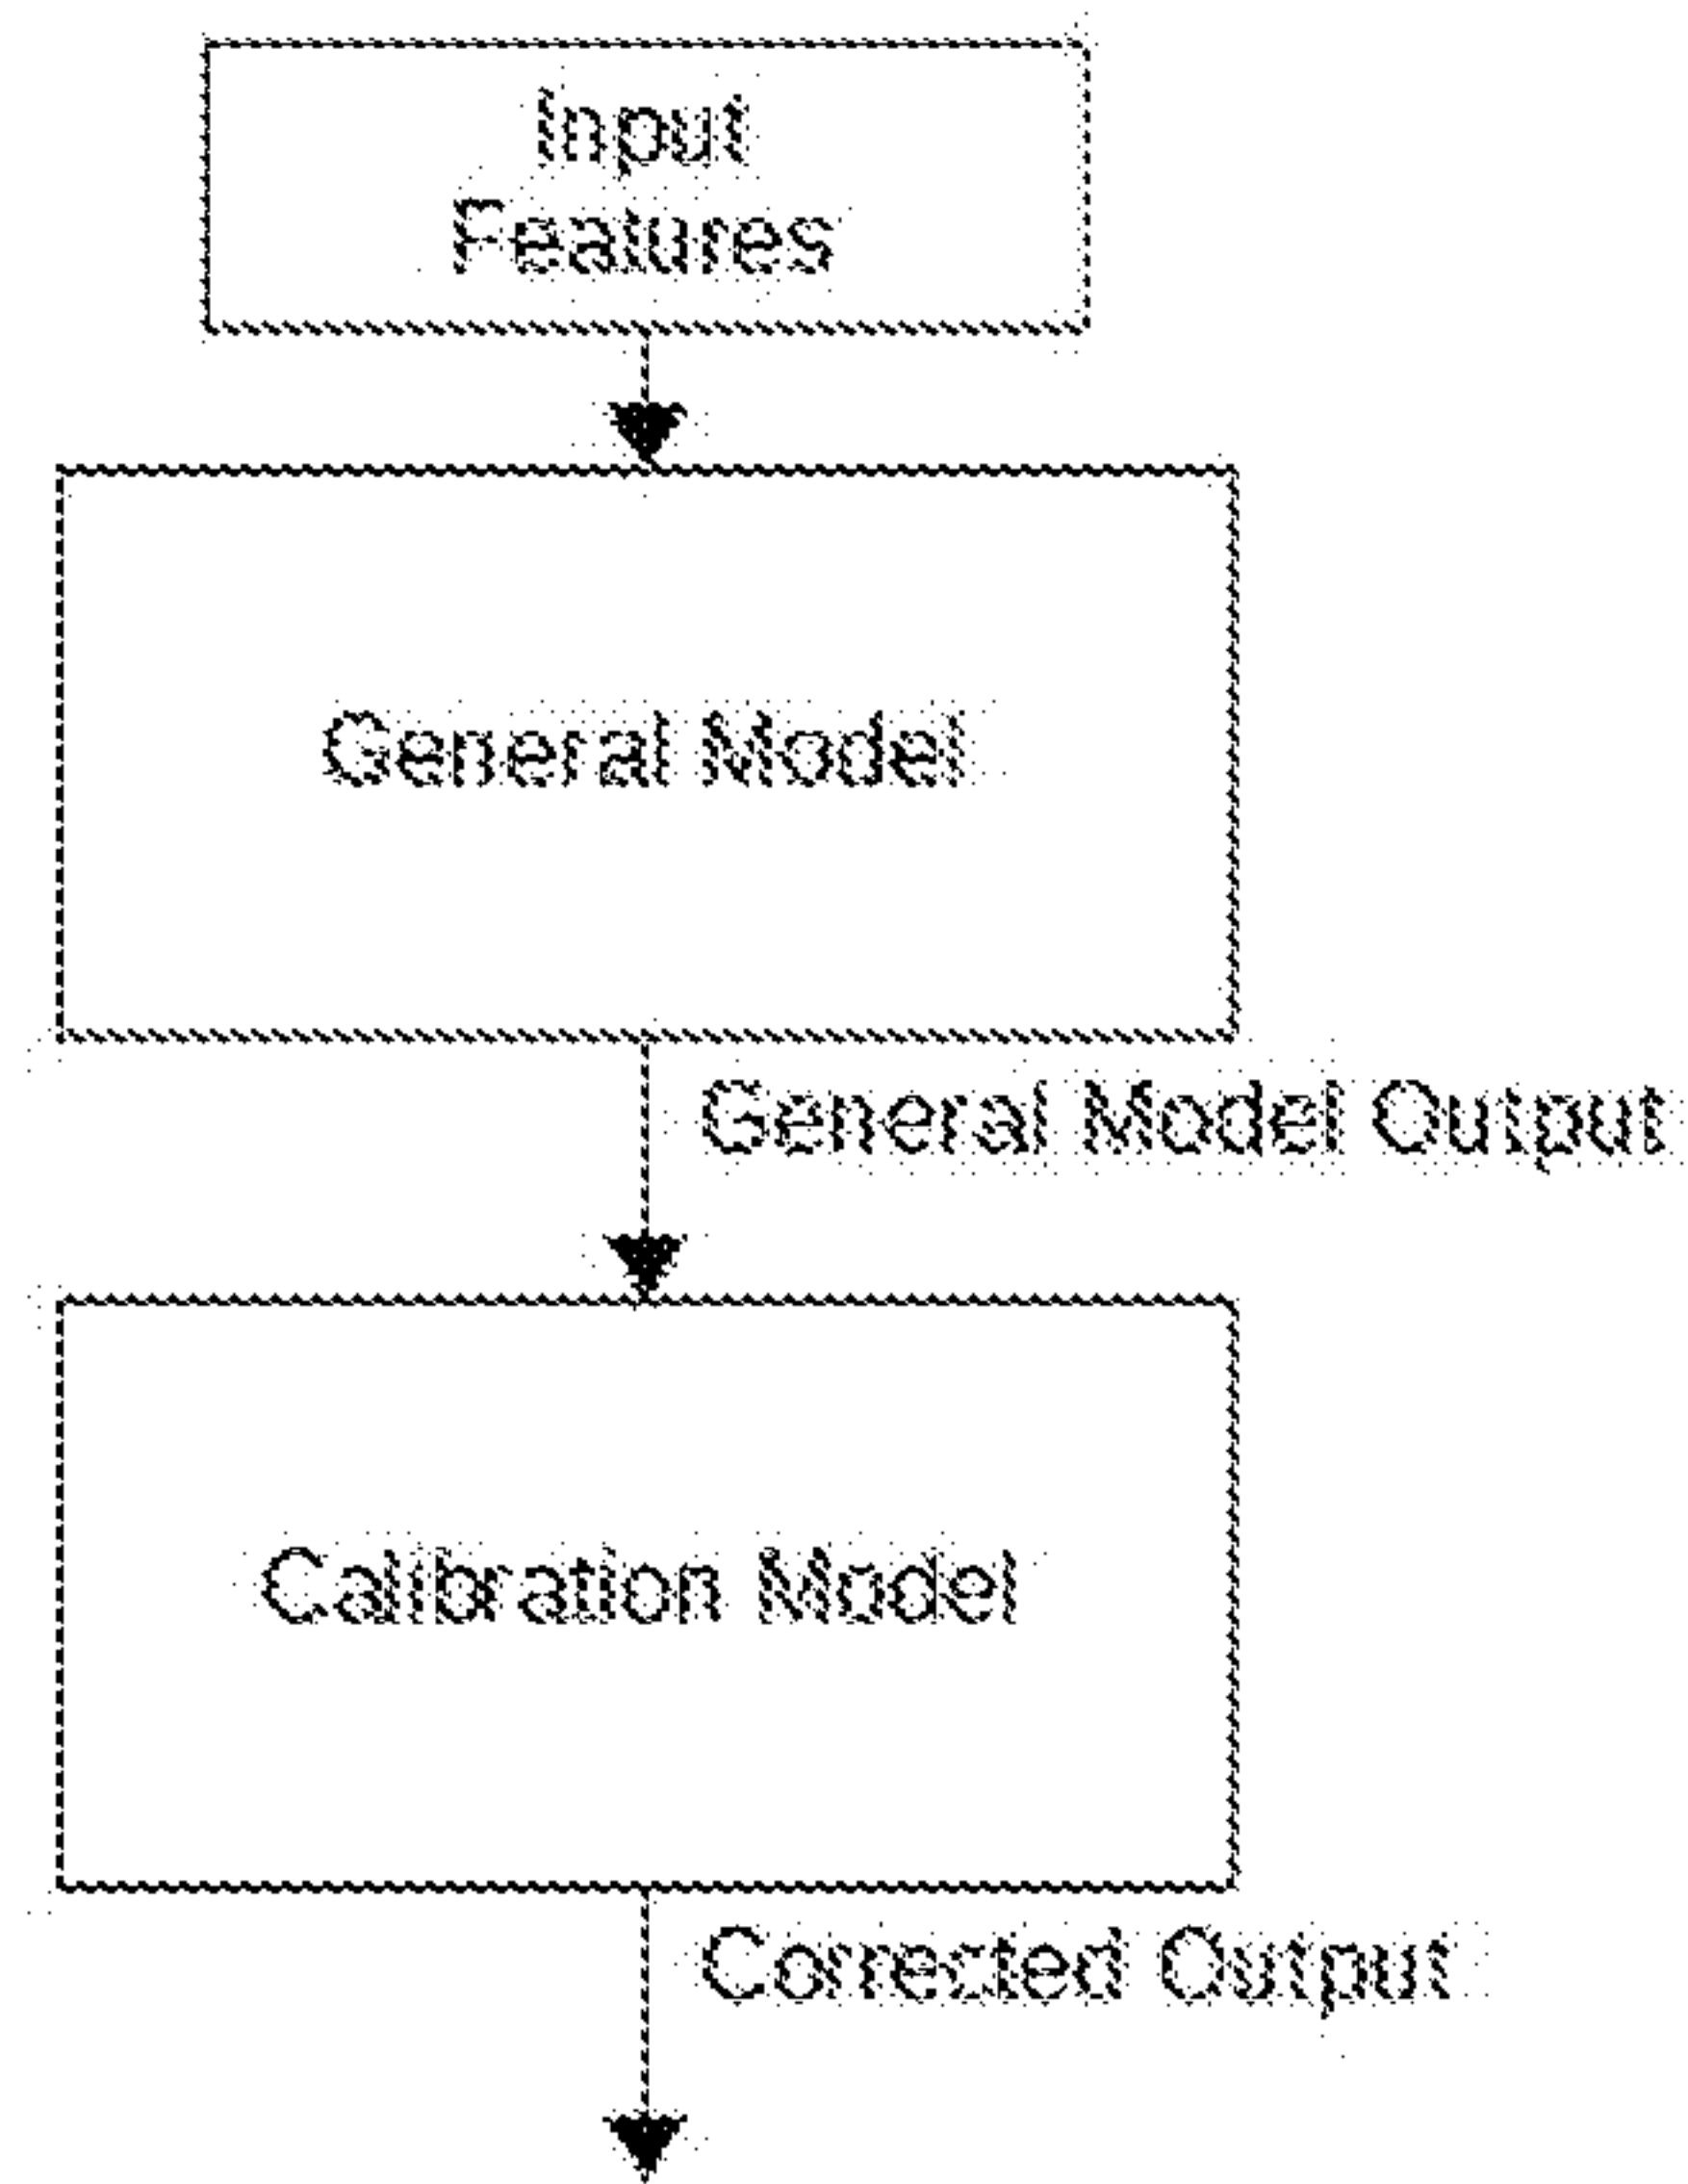 Input
Features
General Model
General Model Output
Calibration Model
Corrected Output